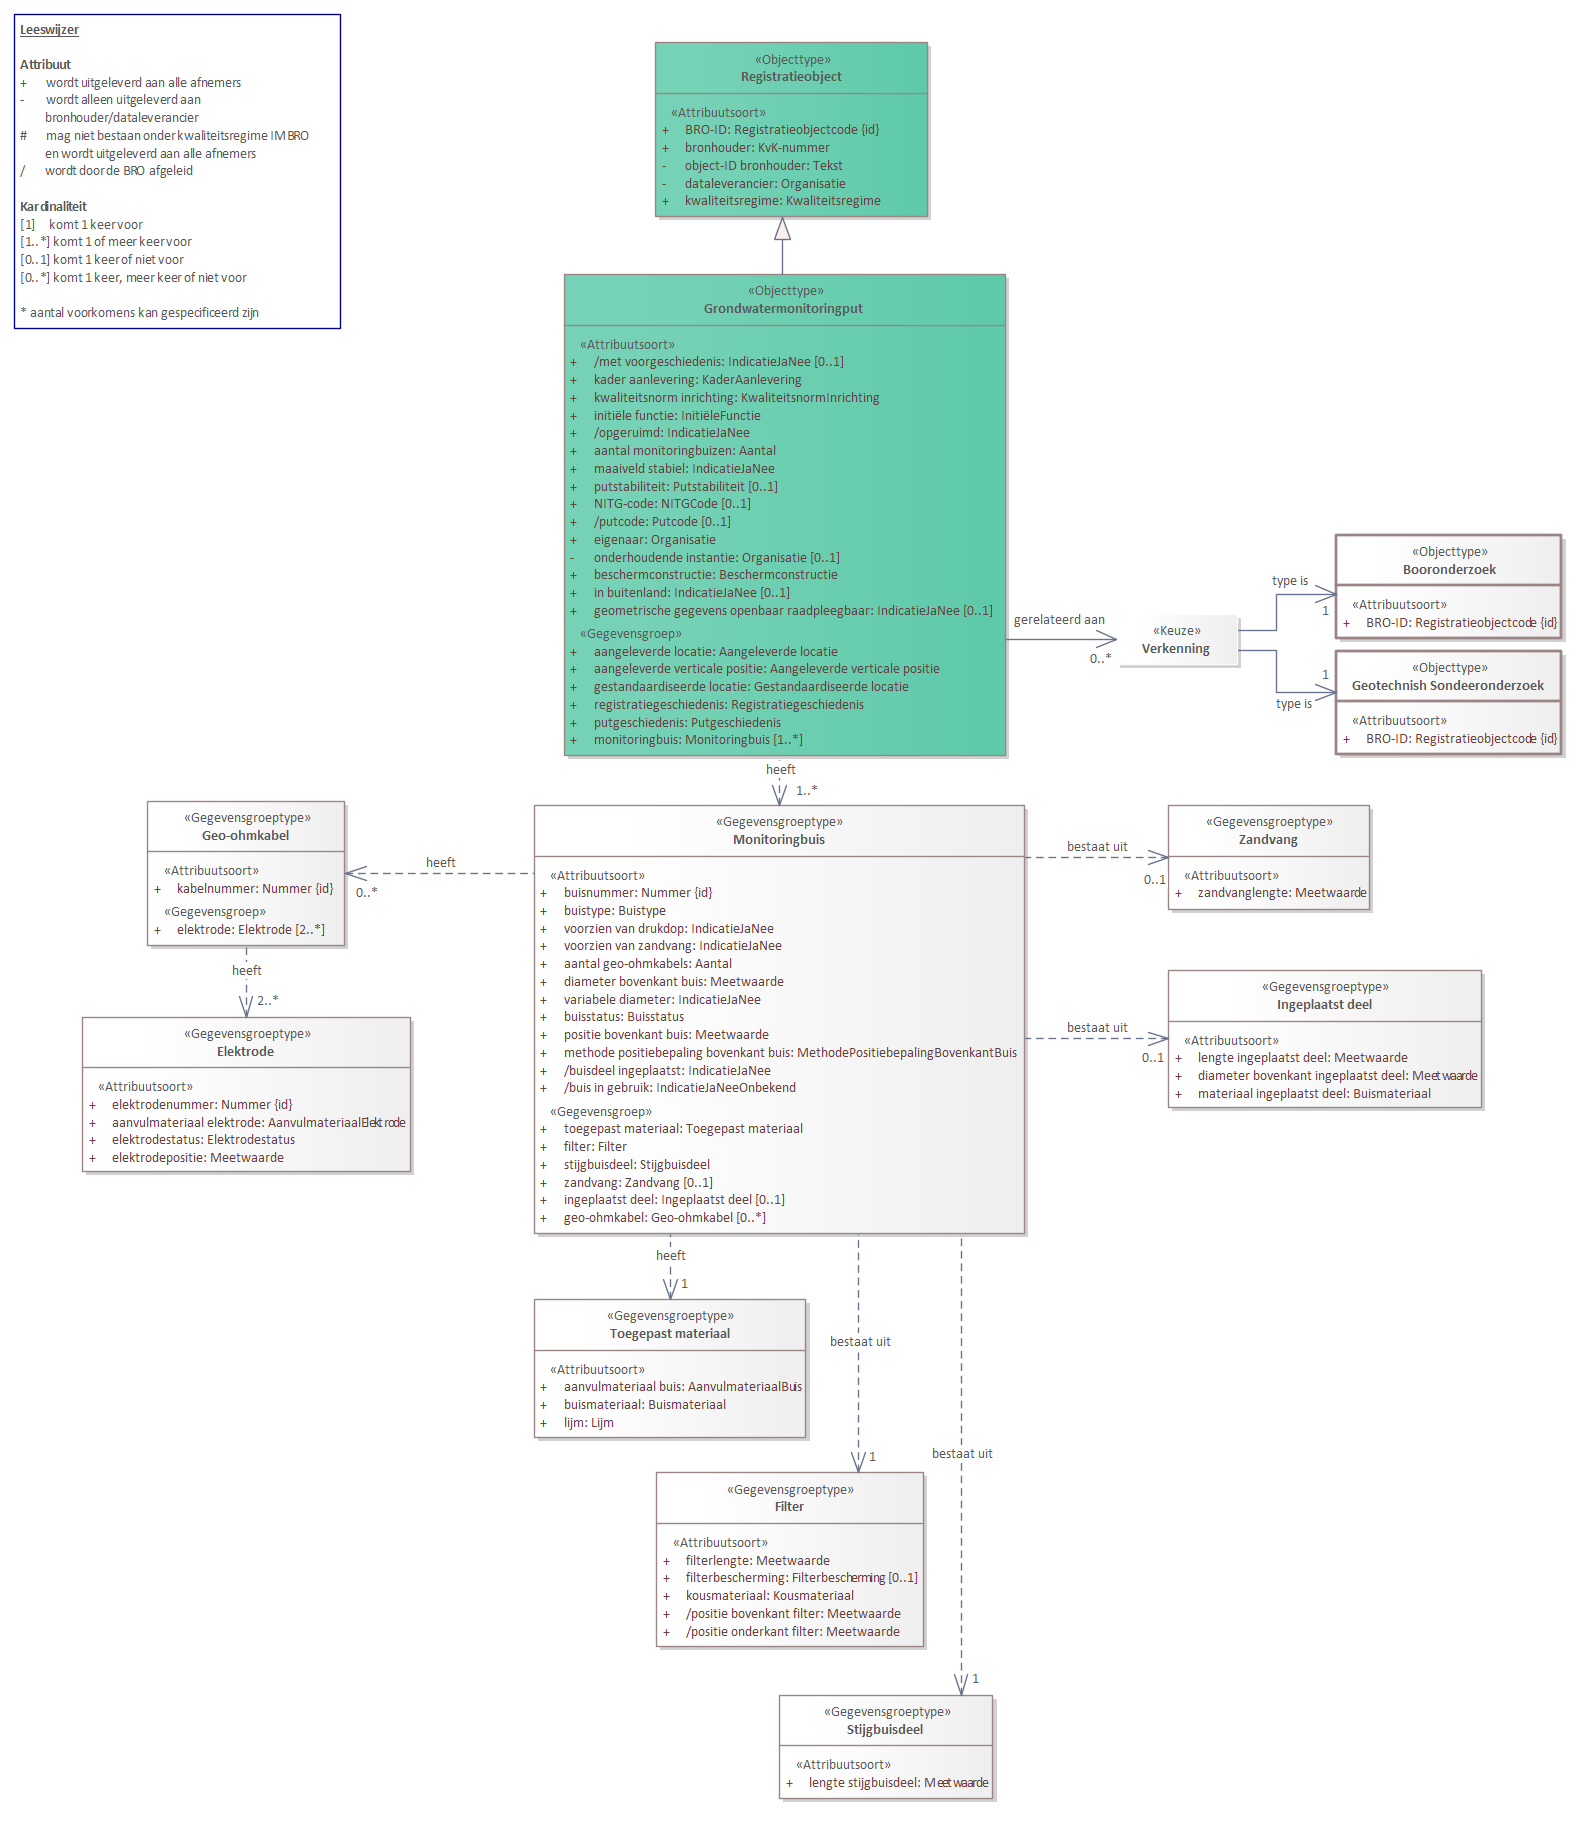 Leeswijzer
Attribuut
+ wordt uitgeleverd aan alle afnemers
- wordt alleen uitgeleverd aan
bronhouder/dataleverancier
# mag niet bestaan onder kwaliteitsregime IMBRO
en wordt uitgeleverd aan alle afnemers
/ wordt door de BRO afgeleid
Kardinaliteit
[1] komt 1 keer voor
[1..*] komt 1 of meer keer voor
[0..1] komt 1 keer of niet voor
[0..*] komt 1 keer, meer keer of niet voor
* aantal voorkomens kan gespecificeerd zijn
«Objecttype»
Registratieobject
«Attribuutsoort»
+ BRO-ID: Registratieobjectcode {id}
+ bronhouder: KvK-nummer
- object-ID bronhouder: Tekst
- dataleverancier: Organisatie
+ kwaliteitsregime: Kwaliteitsregime
«Objecttype»
Grondwatermonitoringput
«Attribuutsoort»
+ /met voorgeschiedenis: IndicatieJaNee [0..1]
+ kader aanlevering: KaderAanlevering
+ kwaliteitsnorm inrichting: KwaliteitsnormInrichting
+ initiële functie: InitiëleFunctie
+ /opgeruimd: IndicatieJaNee
+ aantal monitoringbuizen: Aantal
+ maaiveld stabiel: IndicatieJaNee
+ putstabiliteit: Putstabiliteit [0..1]
+ NITG-code: NITGCode [0..1]
+ /putcode: Putcode [0..1]
+ eigenaar: Organisatie
- onderhoudende instantie: Organisatie [0..1]
+ beschermconstructie: Beschermconstructie
+ in buitenland: IndicatieJaNee [0..1]
+ geometrische gegevens openbaar raadpleegbaar: IndicatieJaNee [0..1]
«Gegevensgroep»
+ aangeleverde locatie: Aangeleverde locatie
+ aangeleverde verticale positie: Aangeleverde verticale positie
+ gestandaardiseerde locatie: Gestandaardiseerde locatie
+ registratiegeschiedenis: Registratiegeschiedenis
+ putgeschiedenis: Putgeschiedenis
+ monitoringbuis: Monitoringbuis [1..*]
gerelateerd aan
0..*
«Keuze»
Verkenning
type is
1
«Objecttype»
Booronderzoek
«Attribuutsoort»
+ BRO-ID: Registratieobjectcode {id}
1
type is
«Objecttype»
Geotechnish Sondeeronderzoek
«Attribuutsoort»
+ BRO-ID: Registratieobjectcode {id}
heeft
1..*
«Gegevensgroeptype»
Monitoringbuis
«Attribuutsoort»
+ buisnummer: Nummer {id}
+ buistype: Buistype
+ voorzien van drukdop: IndicatieJaNee
+ voorzien van zandvang: IndicatieJaNee
+ aantal geo-ohmkabels: Aantal
+ diameter bovenkant buis: Meetwaarde
+ variabele diameter: IndicatieJaNee
+ buisstatus: Buisstatus
+ positie bovenkant buis: Meetwaarde
+ methode positiebepaling bovenkant buis: MethodePositiebepalingBovenkantBuis
+ /buisdeel ingeplaatst: IndicatieJaNee
+ /buis in gebruik: IndicatieJaNeeOnbekend
«Gegevensgroep»
+ toegepast materiaal: Toegepast materiaal
+ filter: Filter
+ stijgbuisdeel: Stijgbuisdeel
+ zandvang: Zandvang [0..1]
+ ingeplaatst deel: Ingeplaatst deel [0..1]
+ geo-ohmkabel: Geo-ohmkabel [0..*]
heeft
0..*
«Gegevensgroeptype»
Geo-ohmkabel
«Attribuutsoort»
+ kabelnummer: Nummer {id}
«Gegevensgroep»
+ elektrode: Elektrode [2..*]
heeft
2..*
«Gegevensgroeptype»
Elektrode
«Attribuutsoort»
+ elektrodenummer: Nummer {id}
+ aanvulmateriaal elektrode: AanvulmateriaalElektrode
+ elektrodestatus: Elektrodestatus
+ elektrodepositie: Meetwaarde
bestaat uit
0..1
«Gegevensgroeptype»
Zandvang
«Attribuutsoort»
+ zandvanglengte: Meetwaarde
bestaat uit
0..1
«Gegevensgroeptype»
Ingeplaatst deel
«Attribuutsoort»
+ lengte ingeplaatst deel: Meetwaarde
+ diameter bovenkant ingeplaatst deel: Meetwaarde
+ materiaal ingeplaatst deel: Buismateriaal
heeft
1
«Gegevensgroeptype»
Toegepast materiaal
«Attribuutsoort»
+ aanvulmateriaal buis: AanvulmateriaalBuis
+ buismateriaal: Buismateriaal
+ lijm: Lijm
bestaat uit
1
«Gegevensgroeptype»
Filter
«Attribuutsoort»
+ filterlengte: Meetwaarde
+ filterbescherming: Filterbescherming [0..1]
+ kousmateriaal: Kousmateriaal
+ /positie bovenkant filter: Meetwaarde
+ /positie onderkant filter: Meetwaarde
bestaat uit
1
«Gegevensgroeptype»
Stijgbuisdeel
«Attribuutsoort»
+ lengte stijgbuisdeel: Meetwaarde